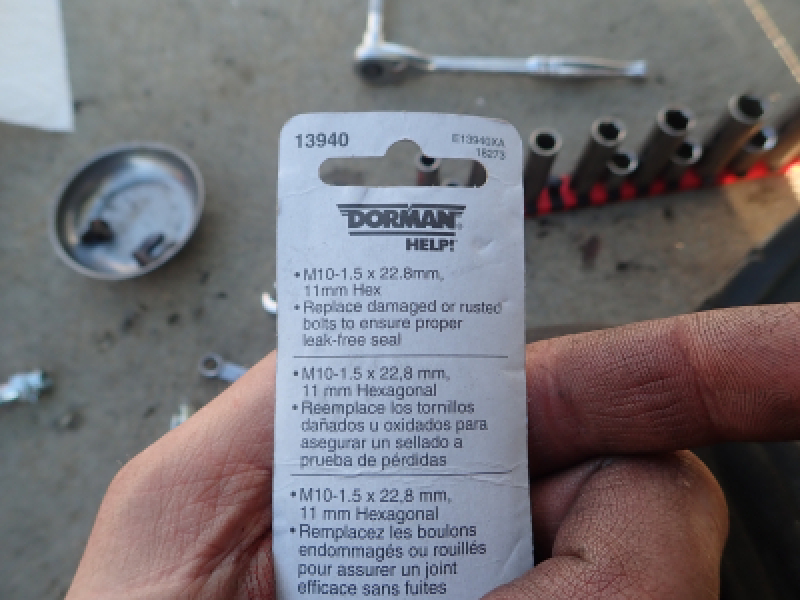 13940
E13940XA
16273
DORMAN®
HELP!
• M10-1.5 x 22.8mm,
11mm Hex
• Replace damaged or rusted
bolts to ensure proper
leak-free seal
• M10-1.5 x 22,8 mm,
11 mm Hexagonal
• Reemplace los tornillos
dañados u oxidados para
asegurar un sellado a
prueba de pérdidas
• M10-1.5 x 22,8 mm,
11 mm Hexagonal
• Remplacez les boulons
endommagés ou rouillés
pour assurer un joint
efficace sans fuites